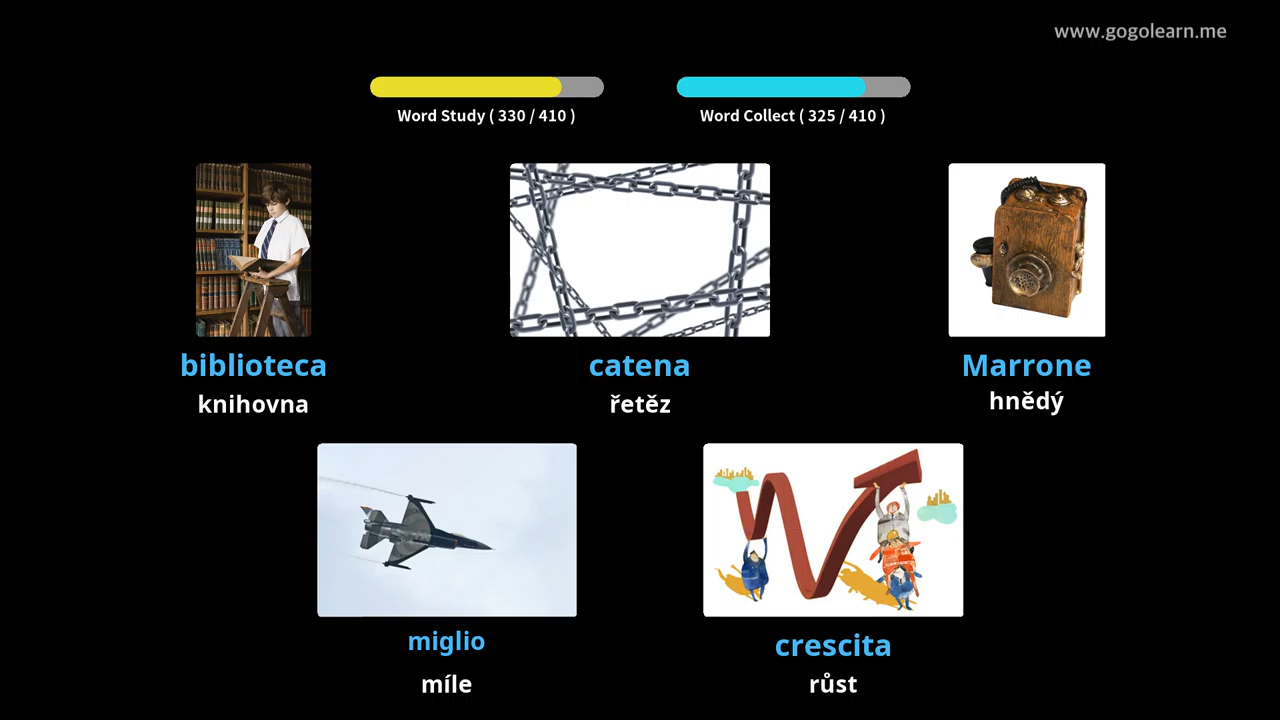 www.gogolearn.me
Word Study ( 330 / 410 )
Word Collect ( 325 / 410 )
biblioteca
knihovna
catena
řetěz
Marrone
hnědý
miglio
míle
crescita
růst